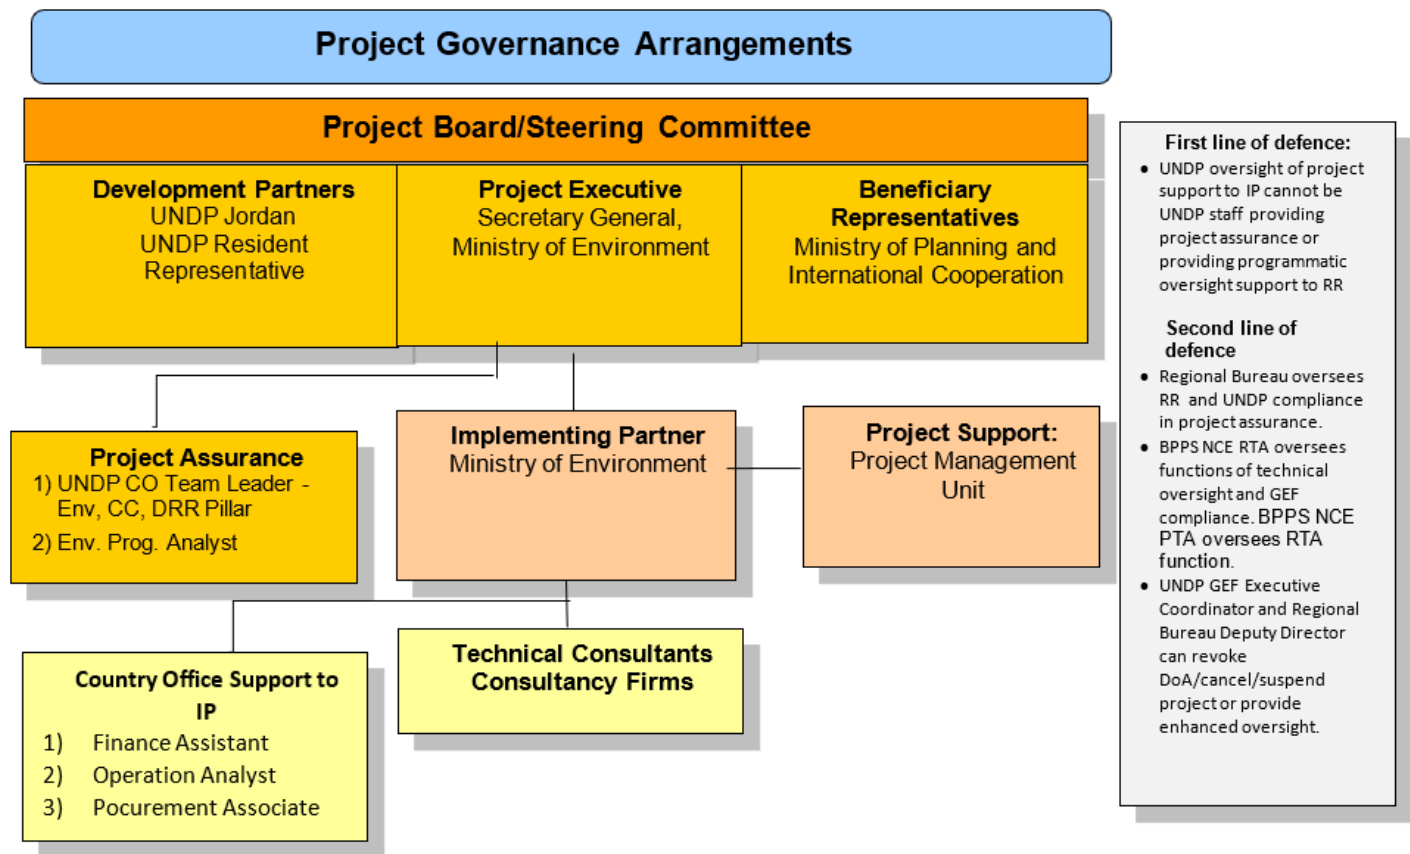 Project Governance Arrangements
Project Board/Steering Committee
Development Partners
UNDP Jordan
UNDP Resident
Representative
Project Executive
Secretary General,
Ministry of Environment
Beneficiary
Representatives
Ministry of Planning and
International Cooperation
Project Assurance
1) UNDP CO Team Leader -
Env, CC, DRR Pillar
2) Env. Prog. Analyst
Implementing Partner
Ministry of Environment
Project Support:
Project Management
Unit
Country Office Support to
IP
1) Finance Assistant
2) Operation Analyst
3) Pocurement Associate
Technical Consultants
Consultancy Firms
First line of defence:
● UNDP oversight of project
support to IP cannot be
UNDP staff providing
project assurance or
providing programmatic
oversight support to RR
Second line of
defence
● Regional Bureau oversees
RR and UNDP compliance
in project assurance.
● BPPS NCE RTA oversees
functions of technical
oversight and GEF
compliance. BPPS NCE
PTA oversees RTA
function.
● UNDP GEF Executive
Coordinator and Regional
Bureau Deputy Director
can revoke
DoA/cancel/suspend
project or provide
enhanced oversight.